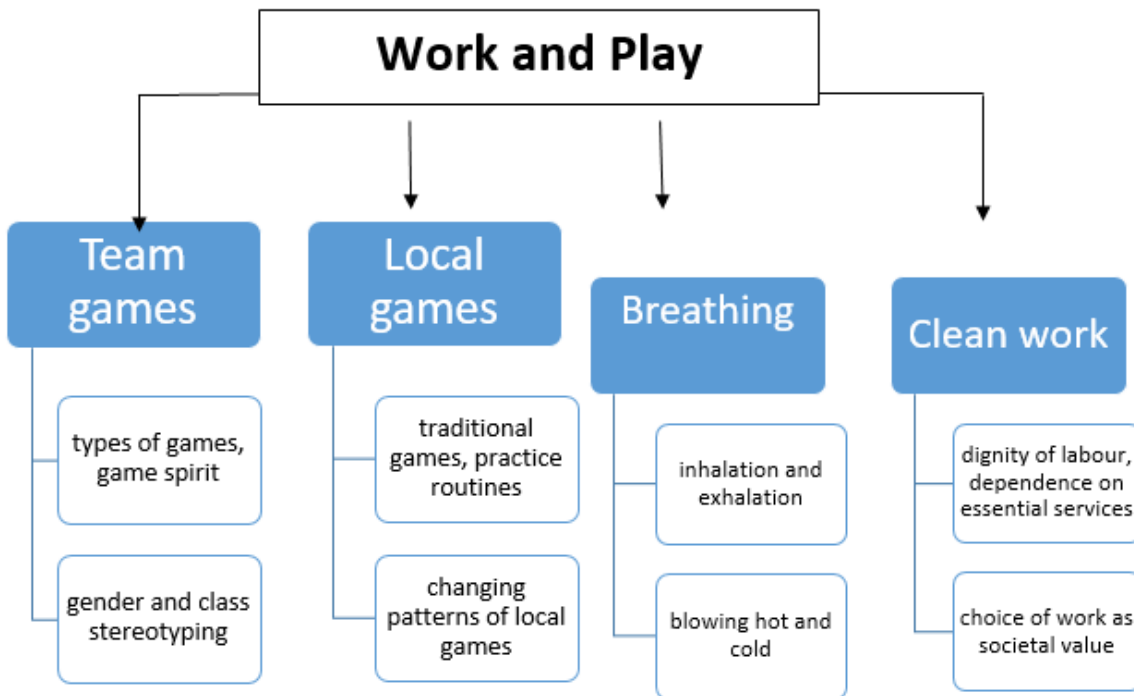 Work and Play
Team
games
types of games,
game spirit
gender and class
stereotyping
Local
games
traditional
games, practice
routines
changing
patterns of local
games
Breathing
inhalation and
exhalation
blowing hot and
cold
Clean work
dignity of labour,
dependence on
essential services
choice of work as
societal value